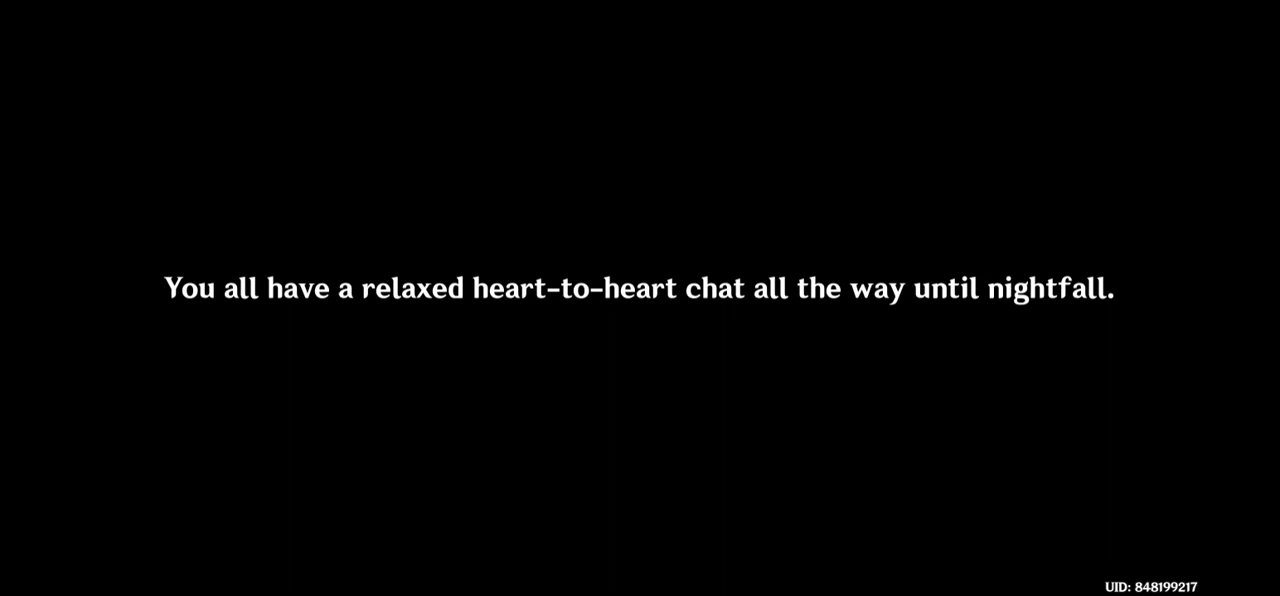 You all have a relaxed heart-to-heart chat all the way until nightfall.
UID: 848199217